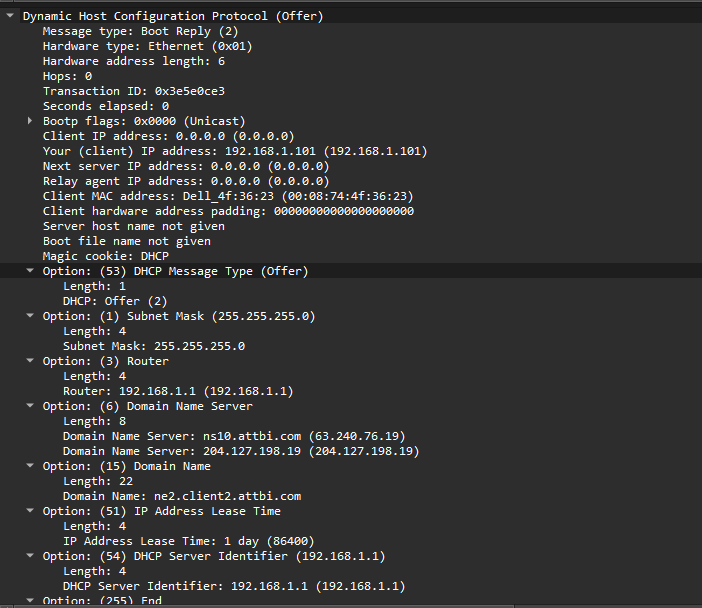 Dynamic Host Configuration Protocol (Offer)
Message type: Boot Reply (2)
Hardware type: Ethernet (0x01)
Hardware address length: 6
Hops: 0
Transaction ID: 0x3e5e0ce3
Seconds elapsed: 0
Bootp flags: 0x0000 (Unicast)
Client IP address: 0.0.0.0 (0.0.0.0)
Your (client) IP address: 192.168.1.101 (192.168.1.101)
Next server IP address: 0.0.0.0 (0.0.0.0)
Relay agent IP address: 0.0.0.0 (0.0.0.0)
Client MAC address: Dell_4f:36:23 (00:08:74:4f:36:23)
Client hardware address padding: 00000000000000000000
Server host name not given
Boot file name not given
Magic cookie: DHCP
Option: (53) DHCP Message Type (Offer)
Length: 1
DHCP: Offer (2)
Option: (1) Subnet Mask (255.255.255.0)
Length: 4
Subnet Mask: 255.255.255.0
Option: (3) Router
Length: 4
Router: 192.168.1.1 (192.168.1.1)
Option: (6) Domain Name Server
Length: 8
Domain Name Server: ns10.attbi.com (63.240.76.19)
Domain Name Server: 204.127.198.19 (204.127.198.19)
Option: (15) Domain Name
Length: 22
Domain Name: ne2.client2.attbi.com
Option: (51) IP Address Lease Time
Length: 4
IP Address Lease Time: 1 day (86400)
Option: (54) DHCP Server Identifier (192.168.1.1)
Length: 4
DHCP Server Identifier: 192.168.1.1 (192.168.1.1)
Option: (255) End